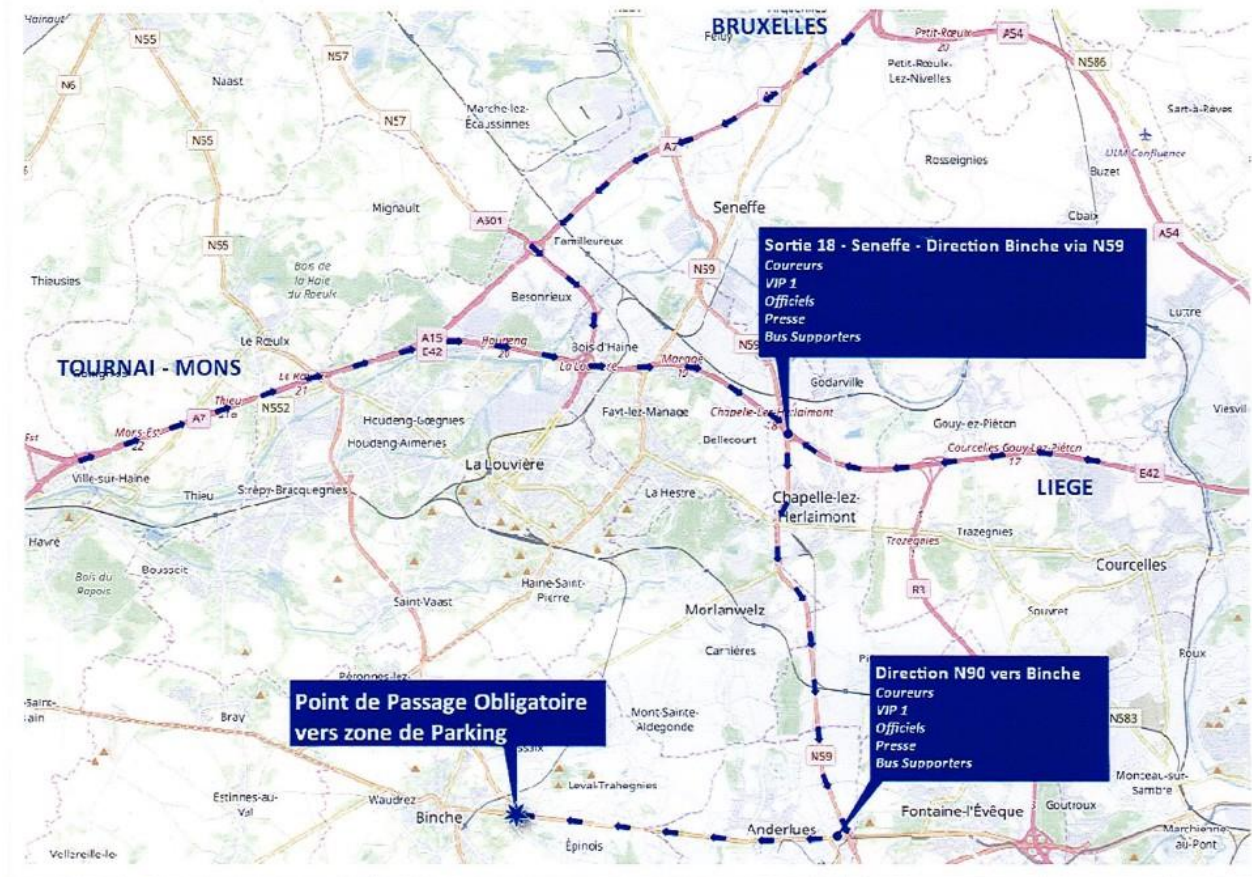 BRUXELLES
Feluy
Petit-Rœulx
20
A54
Hainaut
N55
N57
N586
N6
Naast
Petit-Rœulx-
Lez-Nivelles
Marche-lez-
Écaussinnes
Sart-à-Rèves
N57
N55
A7
ULM Confluence
Rosseignies
Buzet
Mignault
Seneffe
A501
N55
Familleureux
A54
Thieusies
Bois de
la Haie
du Rœulx
N59
Besonrieux
Sortie 18 - Seneffe - Direction Binche via N59
Coureurs
VIP 1
Officiels
Presse
Bus Supporters
Luttre
Le Rœulx
A15
E42
Houdeng
20
Bois-d'Haine
N59
TOURNAI - MONS
21
Godarville
Thieu
N552
A7
Houdeng-Gœgnies
Fayt-lez-Manage
Chapelle-Lez-Herlaimont
18
Gouy-ez-Piéton
Viesvil
Est
Mons-Est
22
Houdeng-Aimeries
Bellecourt
Courcelles Gouy-Lez-Piéton
17
E42
La Louvière
LIEGE
Ville-sur-Haine
Thieu
Strépy-Bracquegnies
La Hestre
Chapelle-lez-
Herlaimont
Havré
Trazegnies
Trazegnies
Courcelles
Bois du
Rapois
Boussoit
Haine-Saint-
Pierre
R3
Saint-Vaast
Morlanwelz
Souvret
Carnières
Roux
Péronnes-lez-
Point de Passage Obligatoire
vers zone de Parking
Direction N90 vers Binche
Coureurs
VIP 1
Officiels
Presse
Bus Supporters
Bray
Mont-Sainte-
Aldegonde
N583
N59
Leval-Trahegnies
Monceau-sur-
Sambre
Estinnes-au-
Val
Waudrez
Binche
Anderlues
Fontaine-l'Évêque
Goutroux
Marchienne-
au-Pont
Épinois
Vellereille-le-